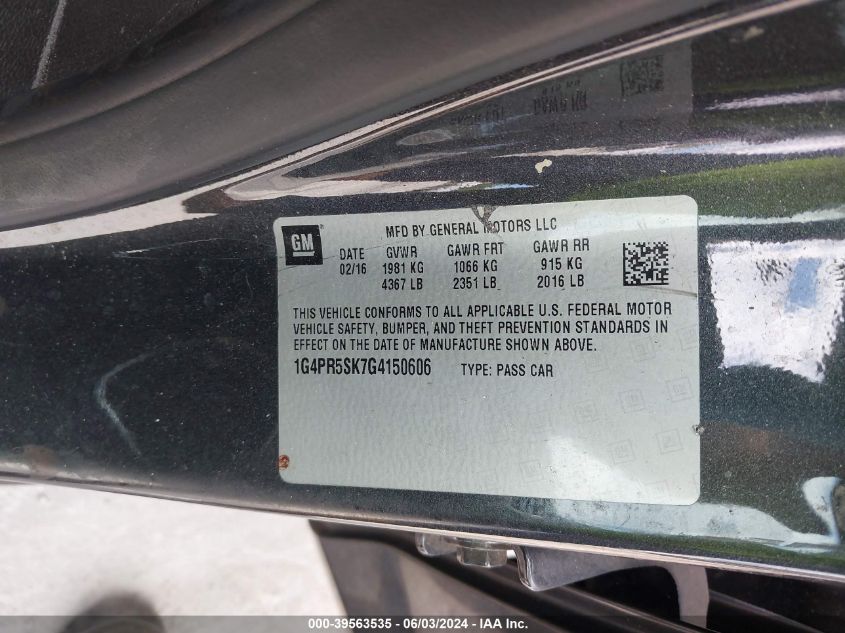 GM
MFD BY GENERAL MOTORS LLC
DATE GVWR GAWR FRT GAWR RR
02/16 1981 KG 1066 KG 915 KG
4367 LB 2351 LB 2016 LB
THIS VEHICLE CONFORMS TO ALL APPLICABLE U.S. FEDERAL MOTOR
VEHICLE SAFETY, BUMPER, AND THEFT PREVENTION STANDARDS IN
EFFECT ON THE DATE OF MANUFACTURE SHOWN ABOVE.
1G4PR5SK7G4150606 TYPE: PASS CAR
000-39563535 - 06/03/2024 - IAAI Inc.